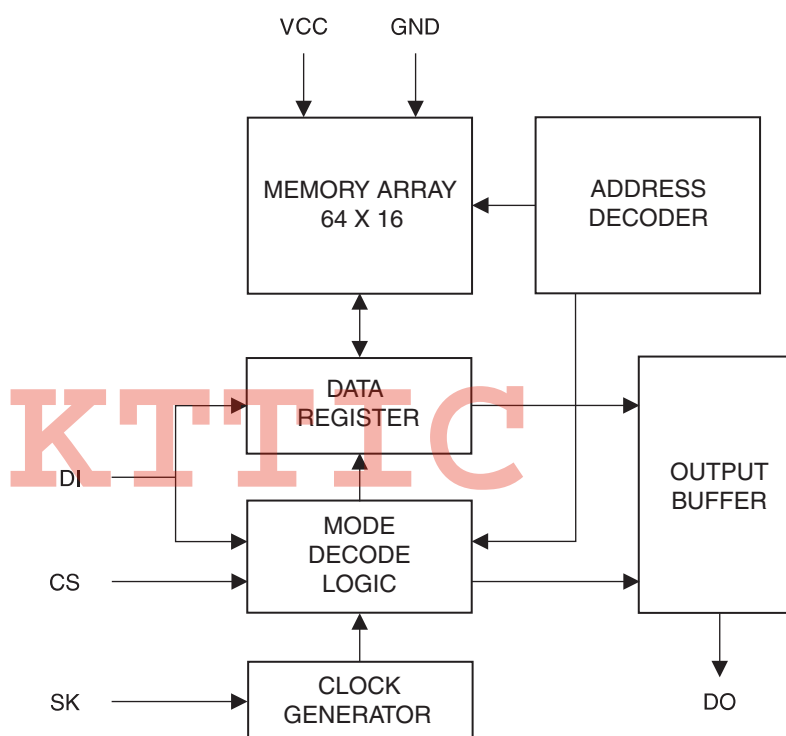 VCC
GND
MEMORY ARRAY
64 X 16
ADDRESS
DECODER
DATA
REGISTER
KTTIC
DI
OUTPUT
BUFFER
MODE
DECODE
LOGIC
CS
CLOCK
GENERATOR
SK
DO